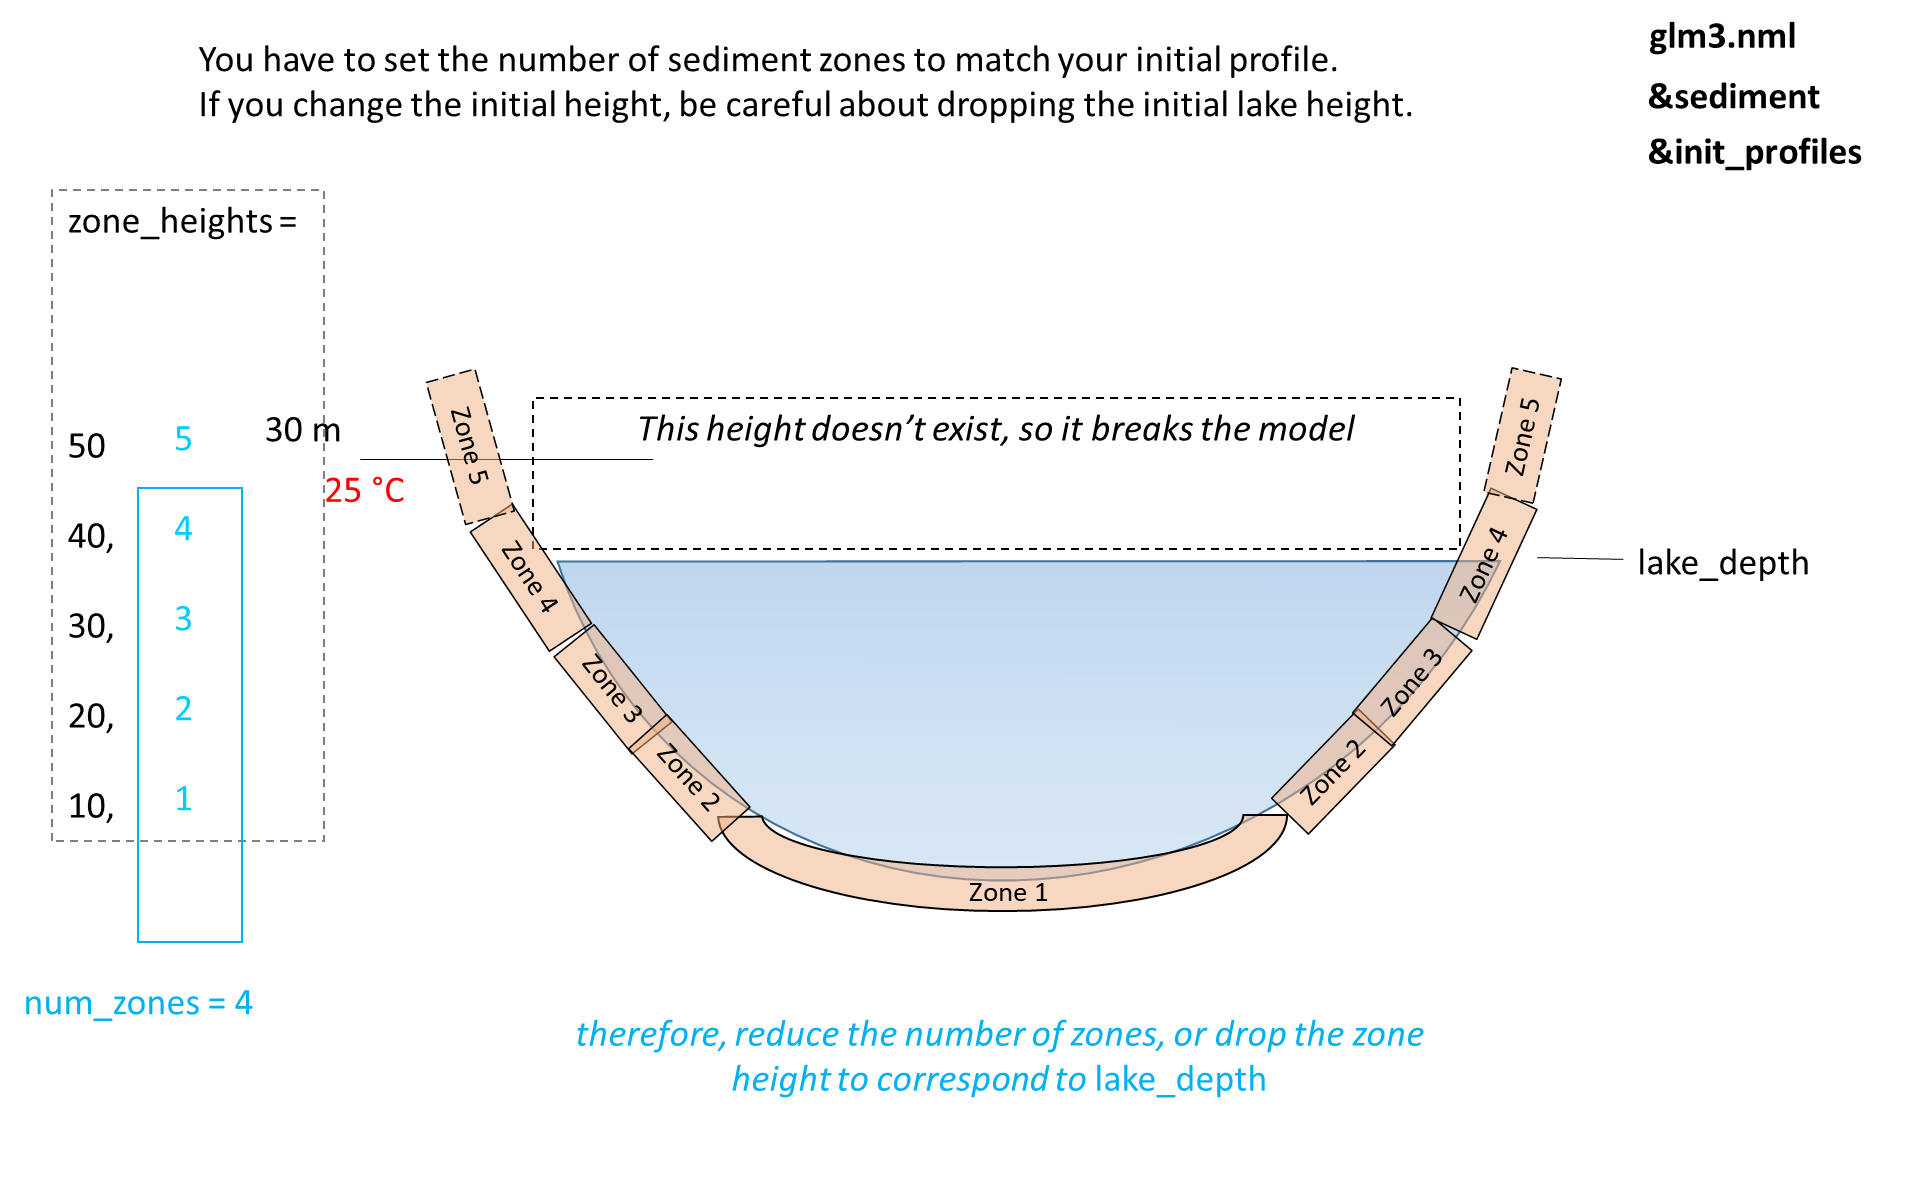 You have to set the number of sediment zones to match your initial profile.
If you change the initial height, be careful about dropping the initial lake height.
glm3.nml
&sediment
&init_profiles
zone_heights =
50
5
40,
4
30,
3
20,
2
10,
1
30 m
25 °C
This height doesn't exist, so it breaks the model
Zone 5
Zone 4
Zone 3
Zone 2
Zone 1
Zone 2
Zone 3
Zone 4
Zone 5
lake_depth
num_zones = 4
therefore, reduce the number of zones, or drop the zone
height to correspond to lake_depth